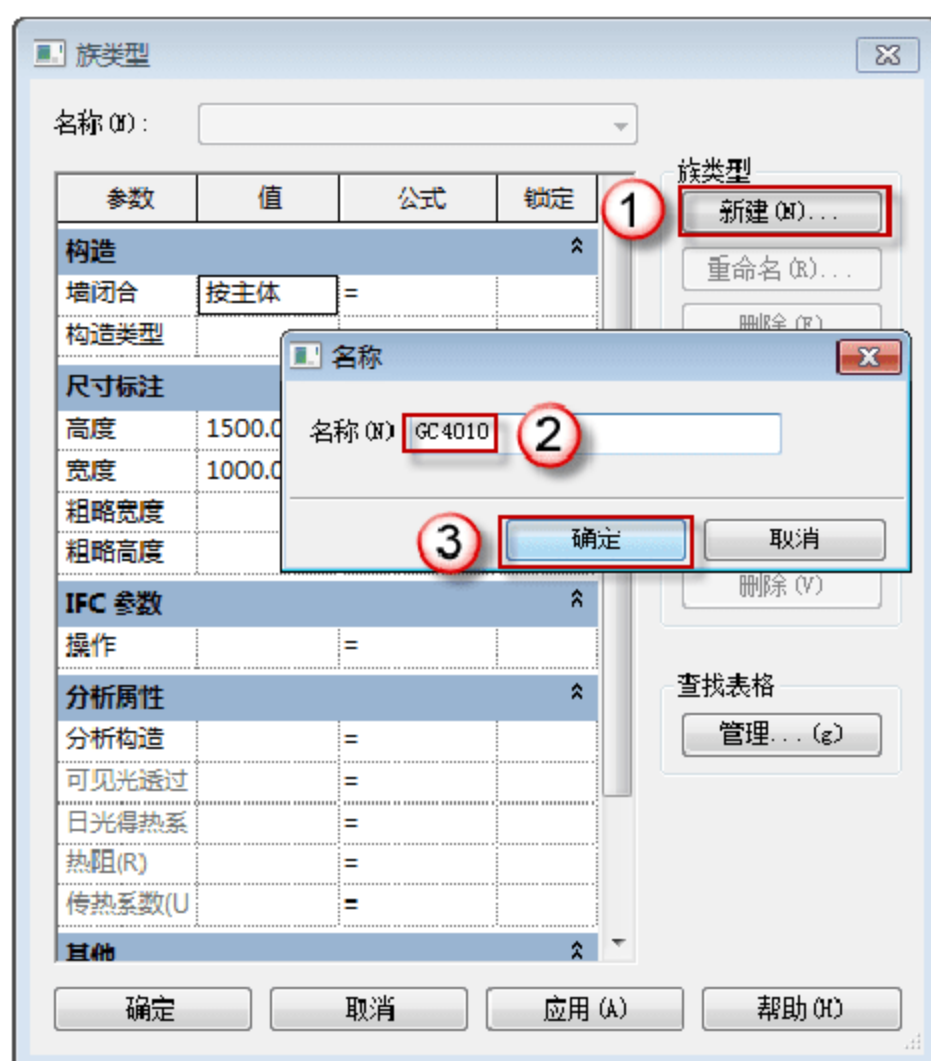 族类型
名称(N):
参数 值 公式 锁定
构造
墙闭合 按主体 =
构造类型
尺寸标注
高度 1500.0
宽度 1000.0
粗略宽度
粗略高度
IFC 参数
操作 =
分析属性
分析构造 =
可见光透过 =
日光得热系 =
热阻(R) =
传热系数(U =
其他
族类型
1 新建(N)...
重命名(R)...
删除(E)
名称
名称(N) GC4010 2
3 确定 取消
删除(V)
查找表格
管理...(g)
确定 取消 应用(A) 帮助(H)